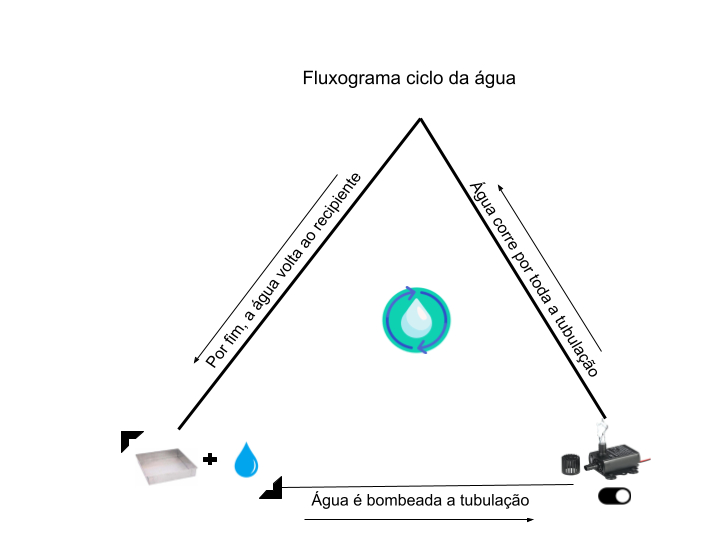 Fluxograma ciclo da água
Por fim, a água volta ao recipiente
Água corre por toda a tubulação
Água é bombeada a tubulação